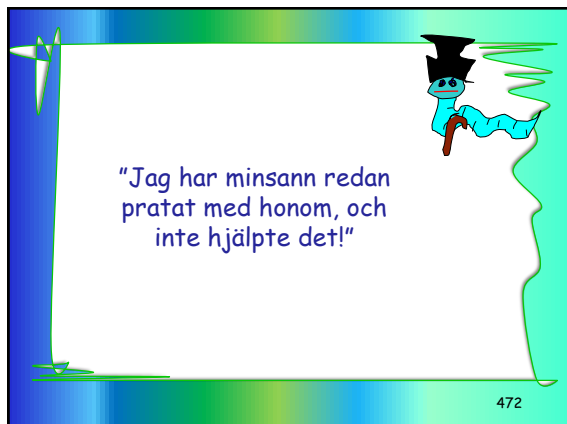 ”Jag har minsann redan
pratat med honom, och
inte hjälpte det!”
472